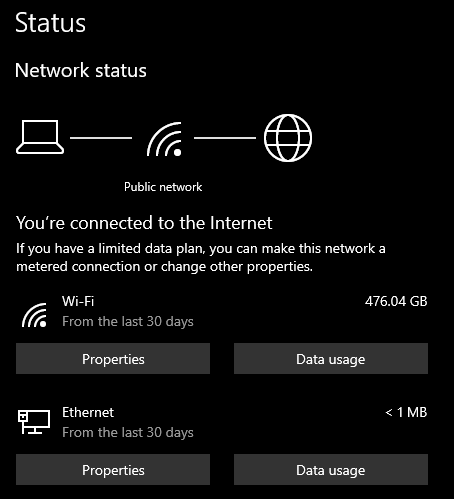 Status
Network status
Public network
You're connected to the Internet
If you have a limited data plan, you can make this network a
metered connection or change other properties.
Wi-Fi 476.04 GB
From the last 30 days
Properties Data usage
Ethernet < 1 MB
From the last 30 days
Properties Data usage